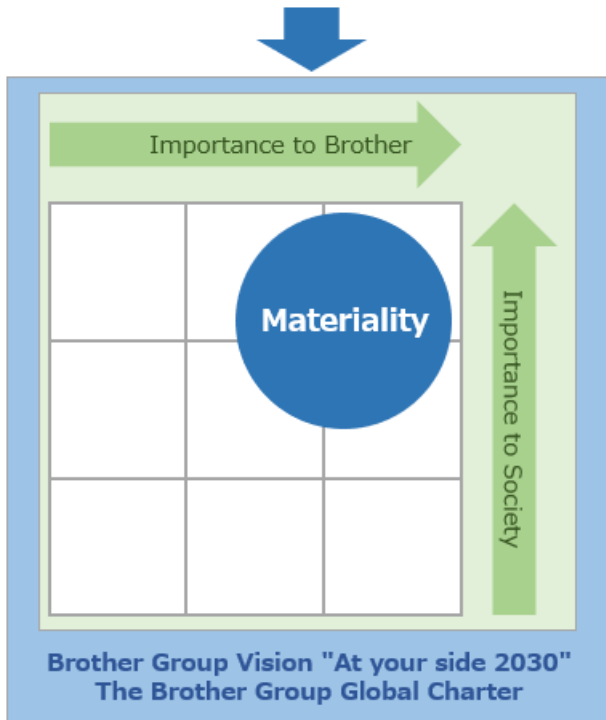 Importance to Brother
Materiality
Importance to Society
Brother Group Vision "At your side 2030"
The Brother Group Global Charter